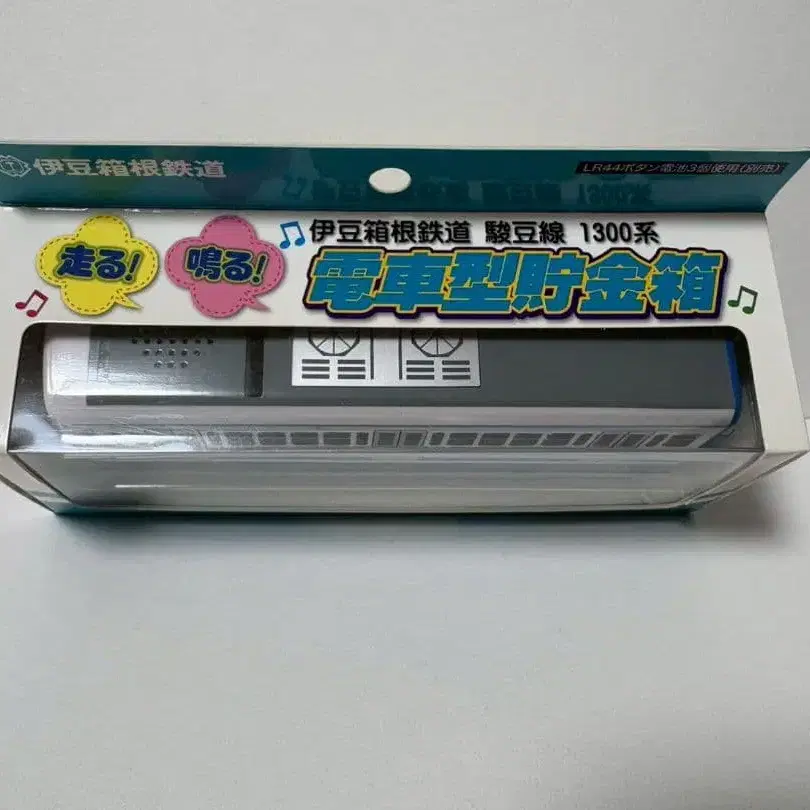 伊豆箱根鉄道
LR44ボタン電池3個使用(別売)
走る!
鳴る!
伊豆箱根鉄道 駿豆線 1300系
電車型貯金箱